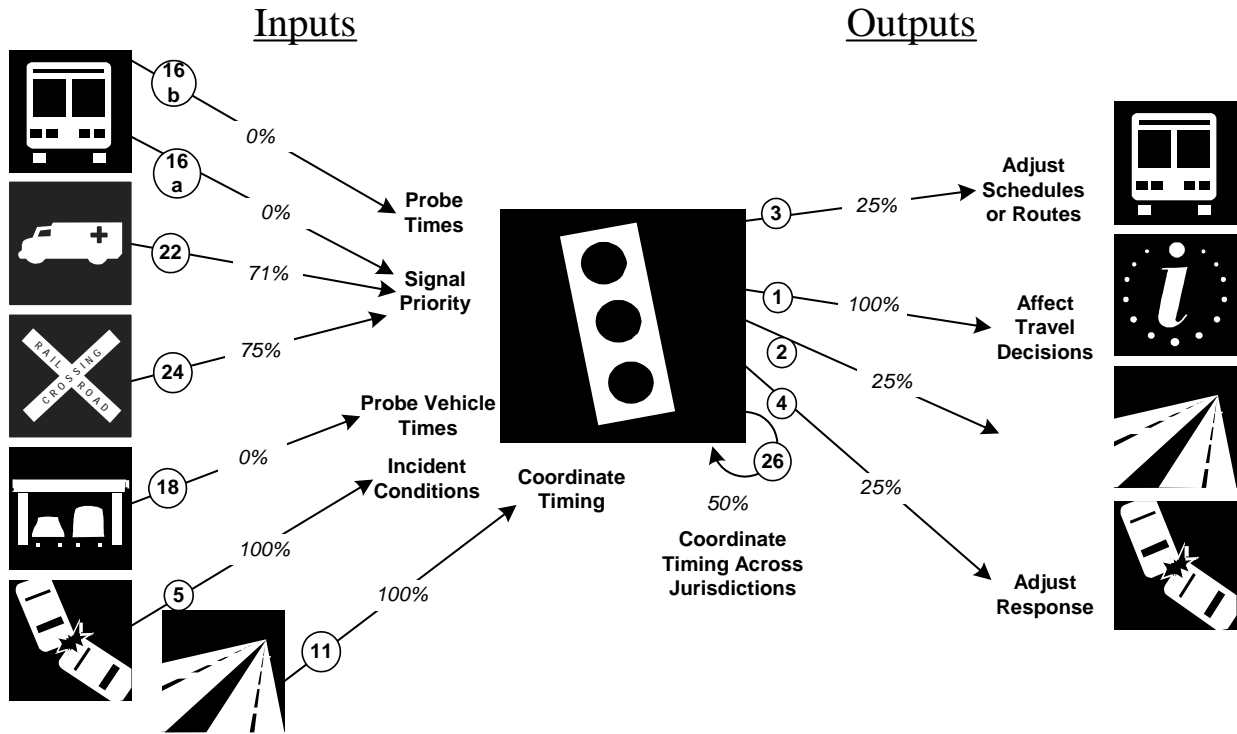 Inputs
Outputs
16
b
0%
16
a
0%
Probe
Times
22
71%
Signal
Priority
RAIL ROAD
CROSSING
24
75%
Probe Vehicle
Times
18
0%
Incident
Conditions
5
100%
Coordinate
Timing
11
100%
3
25%
Adjust
Schedules
or Routes
1
100%
Affect
Travel
Decisions
i
2
25%
4
25%
Adjust
Response
26
50%
Coordinate
Timing Across
Jurisdictions